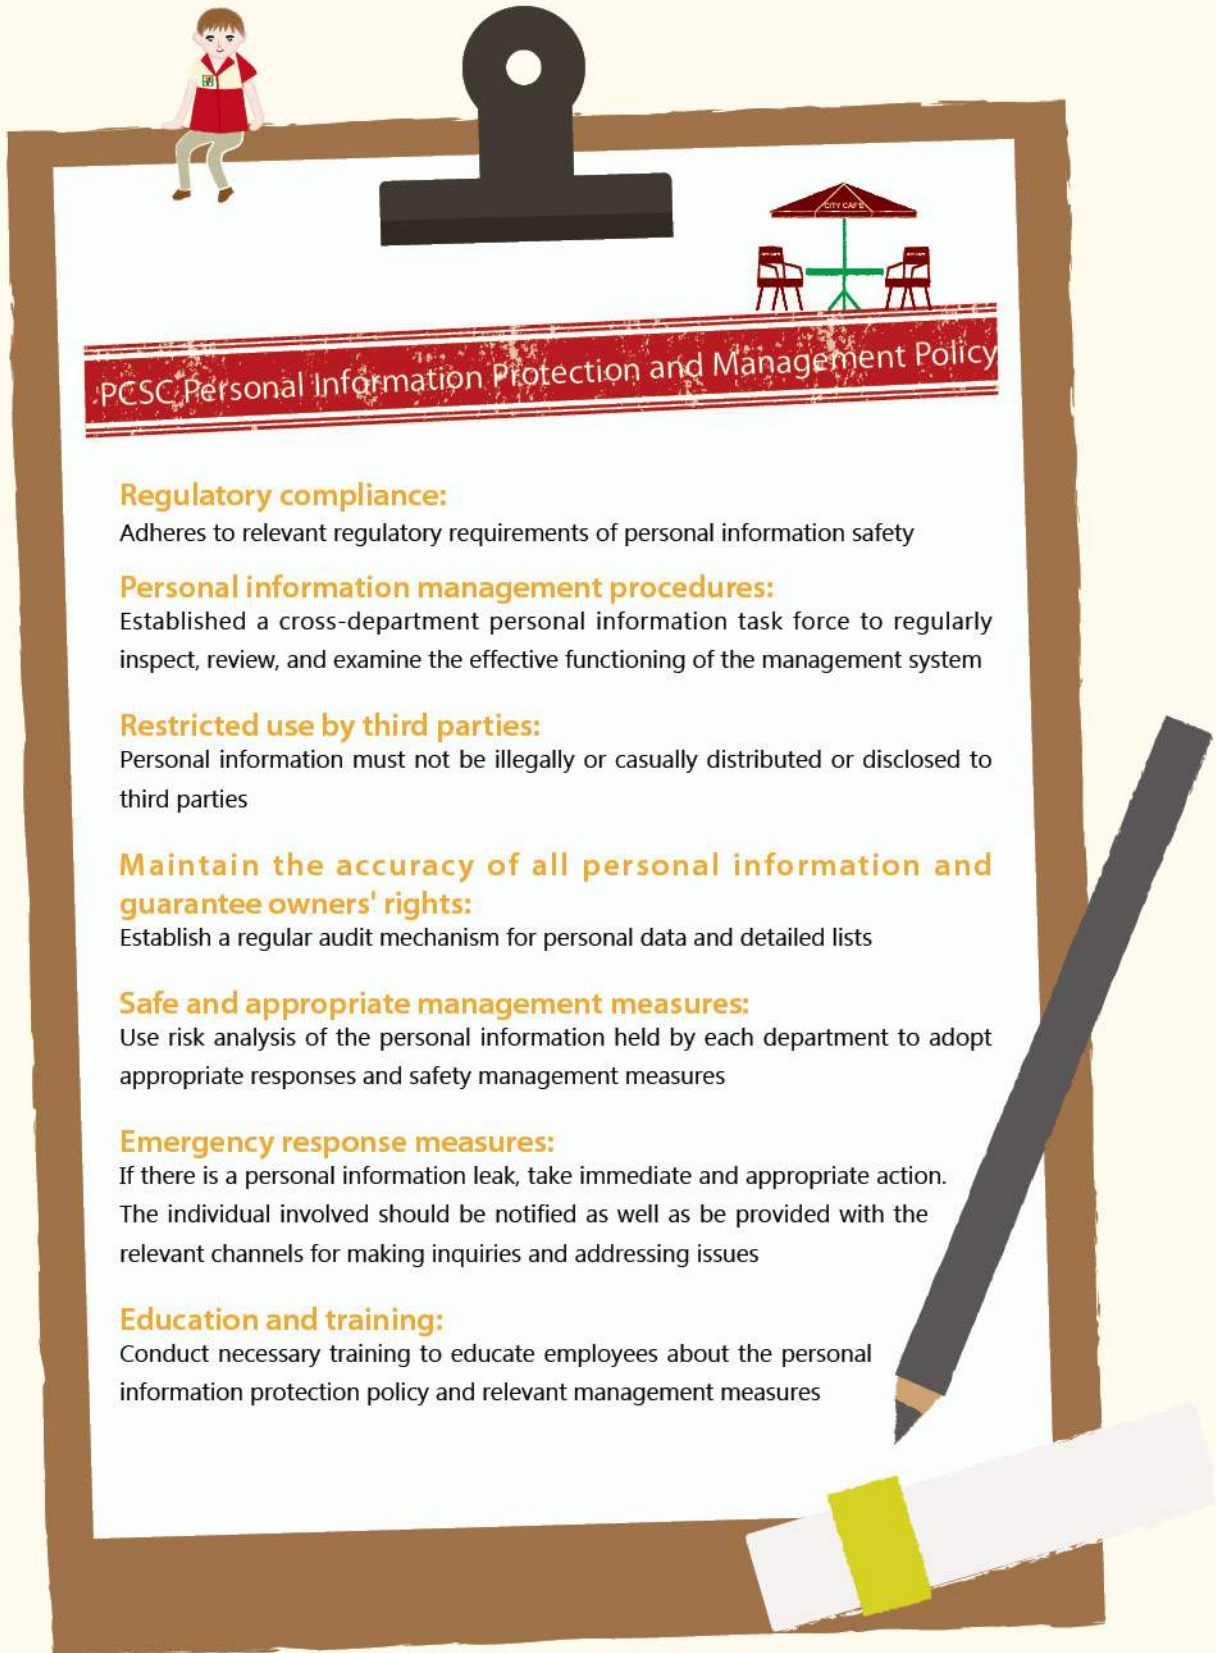 CITY CAFE
PCSC Personal Information Protection and Management Policy
Regulatory compliance:
Adheres to relevant regulatory requirements of personal information safety
Personal information management procedures:
Established a cross-department personal information task force to regularly
inspect, review, and examine the effective functioning of the management system
Restricted use by third parties:
Personal information must not be illegally or casually distributed or disclosed to
third parties
Maintain the accuracy of all personal information and
guarantee owners' rights:
Establish a regular audit mechanism for personal data and detailed lists
Safe and appropriate management measures:
Use risk analysis of the personal information held by each department to adopt
appropriate responses and safety management measures
Emergency response measures:
If there is a personal information leak, take immediate and appropriate action.
The individual involved should be notified as well as be provided with the
relevant channels for making inquiries and addressing issues
Education and training:
Conduct necessary training to educate employees about the personal
information protection policy and relevant management measures